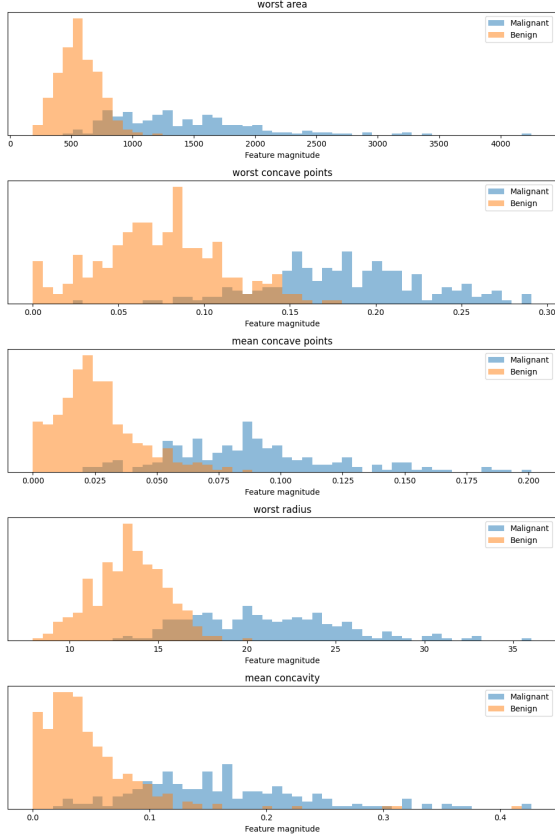 worst area
Malignant
Benign
0 500 1000 1500 2000 2500 3000 3500 4000
Feature magnitude
worst concave points
Malignant
Benign
0.00 0.05 0.10 0.15 0.20 0.25 0.30
Feature magnitude
mean concave points
Malignant
Benign
0.000 0.025 0.050 0.075 0.100 0.125 0.150 0.175 0.200
Feature magnitude
worst radius
Malignant
Benign
10 15 20 25 30 35
Feature magnitude
mean concavity
Malignant
Benign
0.0 0.1 0.2 0.3 0.4
Feature magnitude